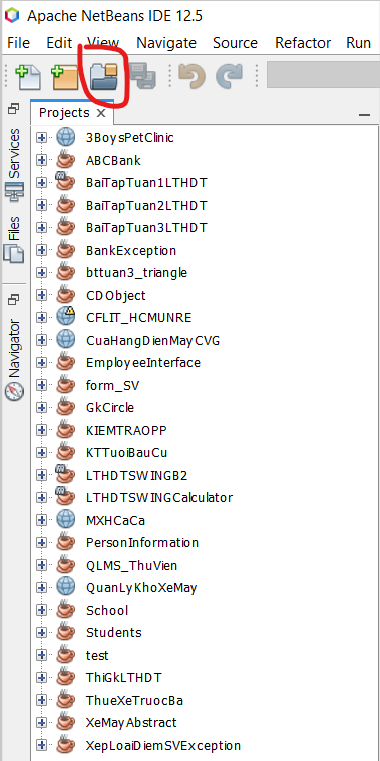 Apache NetBeans IDE 12.5
File Edit View Navigate Source Refactor Run
Projects
Services
Files
Navigator
3BoysPetClinic
ABCBank
BaiTapTuan1LTHDT
BaiTapTuan2LTHDT
BaiTapTuan3LTHDT
BankException
bttuan3_triangle
CDObject
CFLIT_HCMUNRE
CuaHangDienMayCVG
EmployeeInterface
form_SV
GkCircle
KIEMTRAOPP
KTTuoiBauCu
LTHDTSWINGB2
LTHDTSWINGCalculator
MXHCaCa
PersonInformation
QLMS_ThuVien
QuanLyKhoXeMay
School
Students
test
ThiGkLTHDT
ThueXeTruocBa
XeMayAbstract
XepLoaiDiemSVException